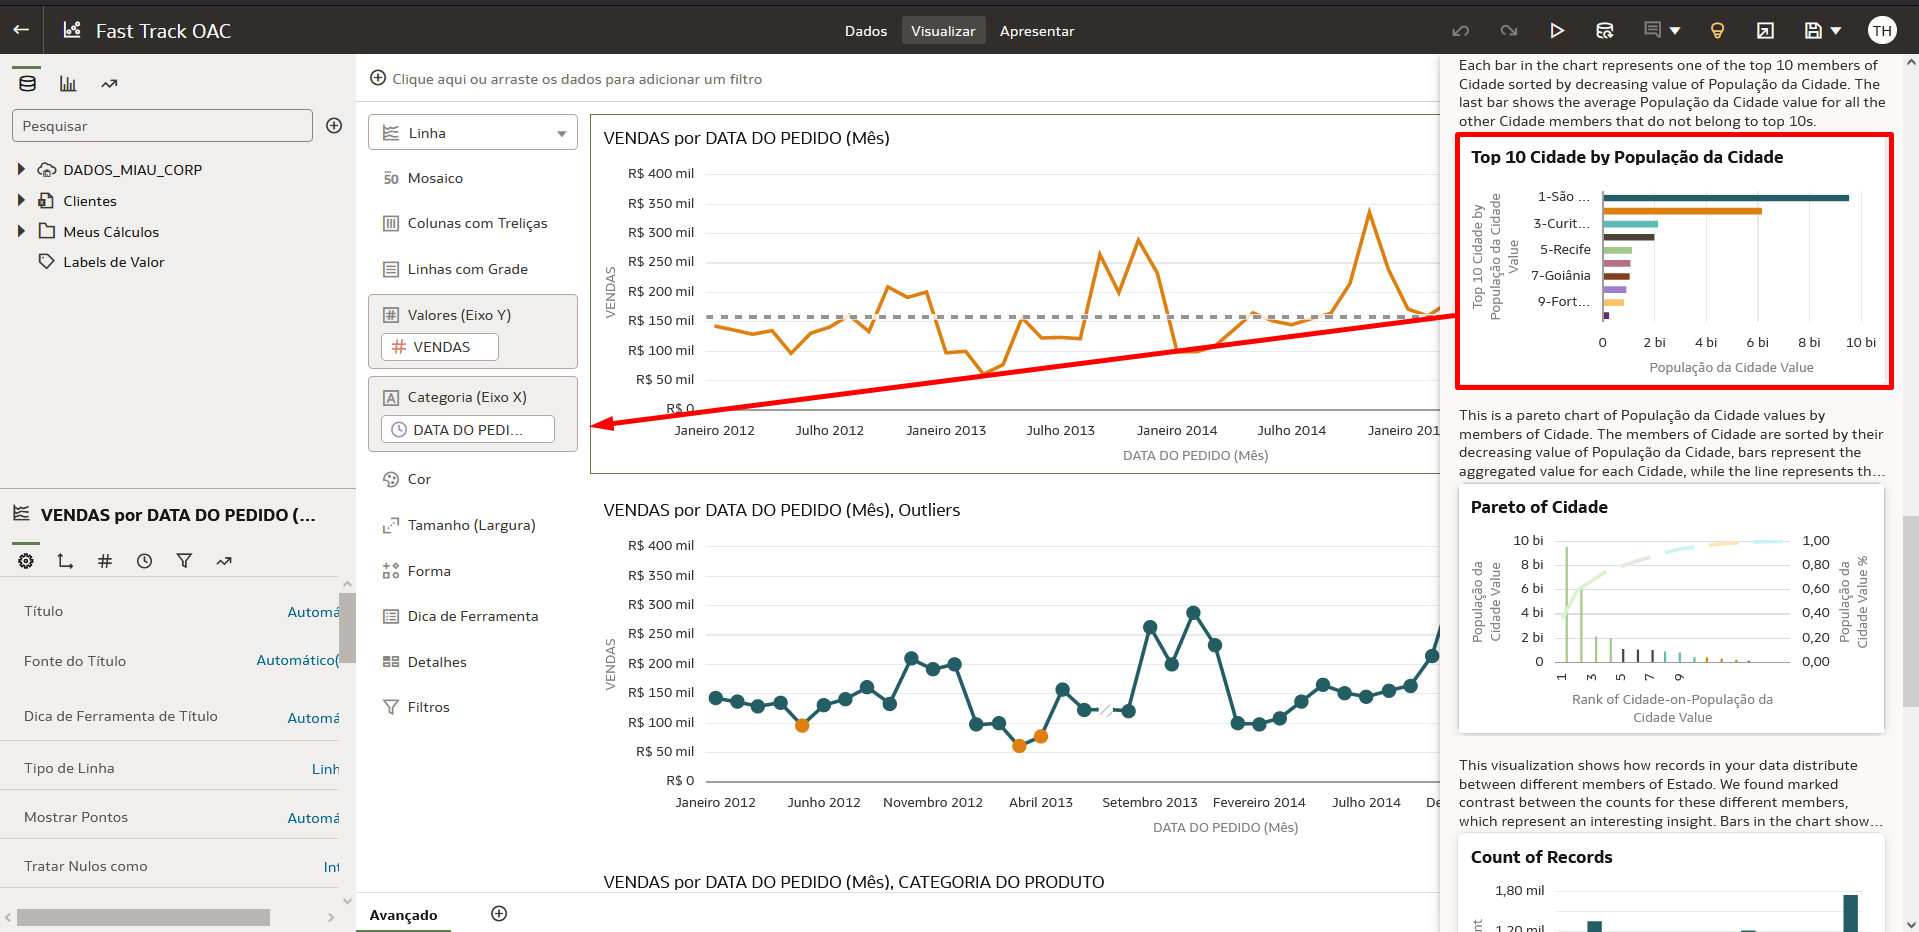 Fast Track OAC
Dados
Visualizar
Apresentar
TH
Pesquisar
DADOS_MIAU_CORP
Clientes
Meus Cálculos
Labels de Valor
VENDAS por DATA DO PEDIDO (...
Título
Automá
Fonte do Título
Automático(
Dica de Ferramenta de Título
Automá
Tipo de Linha
Linh
Mostrar Pontos
Automá
Tratar Nulos como
Int
Clique aqui ou arraste os dados para adicionar um filtro
Linha
50 Mosaico
Colunas com Treliças
Linhas com Grade
Valores (Eixo Y)
VENDAS
A Categoria (Eixo X)
DATA DO PEDI...
Cor
Tamanho (Largura)
Forma
Dica de Ferramenta
Detalhes
Filtros
Avançado
VENDAS por DATA DO PEDIDO (Mês)
VENDAS
R$ 400 mil
R$ 350 mil
R$ 300 mil
R$ 250 mil
R$ 200 mil
R$ 150 mil
R$ 100 mil
R$ 50 mil
R$ 0
Janeiro 2012 Julho 2012 Janeiro 2013 Julho 2013 Janeiro 2014 Julho 2014 Janeiro 201
DATA DO PEDIDO (Mês)
VENDAS por DATA DO PEDIDO (Mês), Outliers
VENDAS
R$ 400 mil
R$ 350 mil
R$ 300 mil
R$ 250 mil
R$ 200 mil
R$ 150 mil
R$ 100 mil
R$ 50 mil
R$ 0
Janeiro 2012 Junho 2012 Novembro 2012 Abril 2013 Setembro 2013 Fevereiro 2014 Julho 2014 De
DATA DO PEDIDO (Mês)
VENDAS por DATA DO PEDIDO (Mês), CATEGORIA DO PRODUTO
Each bar in the chart represents one of the top 10 members of
Cidade sorted by decreasing value of População da Cidade. The
last bar shows the average População da Cidade value for all the
other Cidade members that do not belong to top 10s.
Top 10 Cidade by População da Cidade
Top 10 Cidade by
População da Cidade
Value
1-São ...
3-Curit...
5-Recife
7-Goiânia
9-Fort...
0 2 bi 4 bi 6 bi 8 bi 10 bi
População da Cidade Value
This is a pareto chart of População da Cidade values by
members of Cidade. The members of Cidade are sorted by their
decreasing value of População da Cidade, bars represent the
aggregated value for each Cidade, while the line represents th...
Pareto of Cidade
População da
Cidade Value
10 bi
8 bi
6 bi
4 bi
2 bi
0
1,00
0,80
0,60
0,40
0,20
0,00
População da
Cidade Value %
1 3 5 7 9
Rank of Cidade-on-População da
Cidade Value
This visualization shows how records in your data distribute
between different members of Estado. We found marked
contrast between the counts for these different members,
which represent an interesting insight. Bars in the chart show...
Count of Records
1,80 mil
1,20 mil
nt